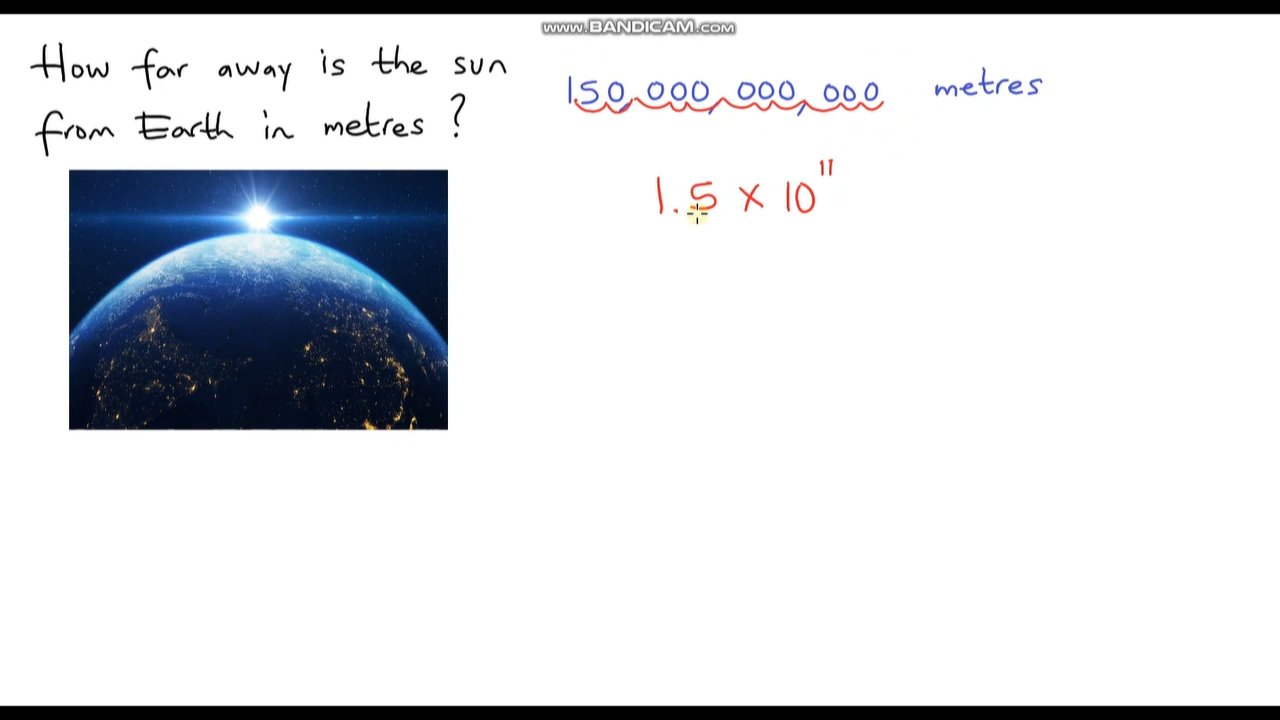 www.BANDICAM.com
How far away is the sun
from Earth in metres?
150,000,000,000 metres
1.5 × 10¹¹